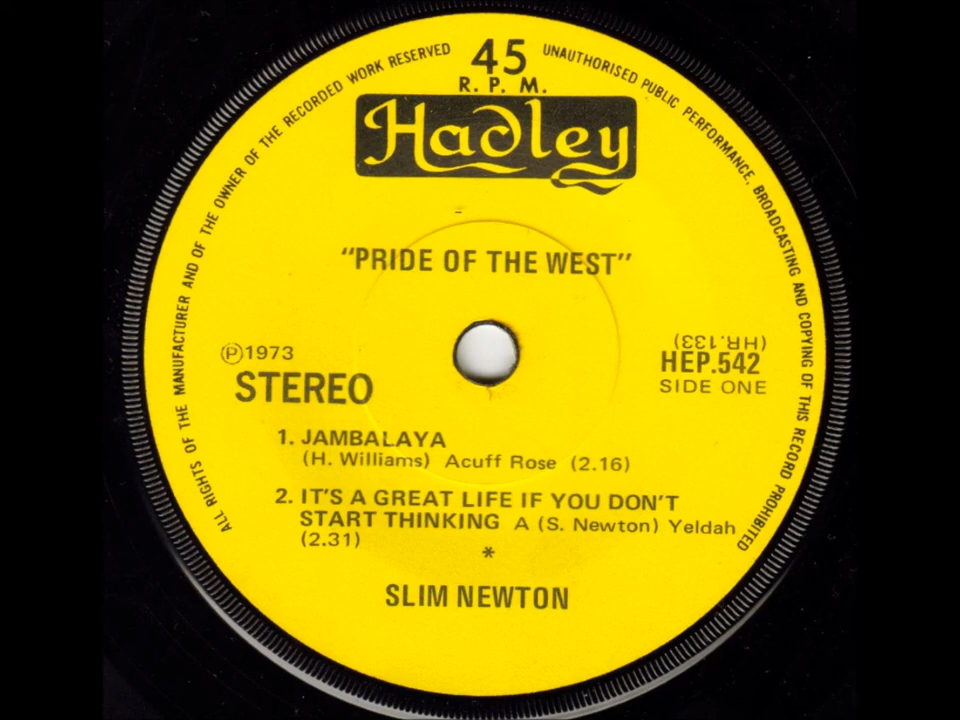 ALL RIGHTS OF THE MANUFACTURER AND OF THE OWNER OF THE RECORDED WORK RESERVED
45
R. P. M.
UNAUTHORISED PUBLIC PERFORMANCE, BROADCASTING AND COPYING OF THIS RECORD PROHIBITED
Hadley
"PRIDE OF THE WEST"
Ⓟ1973
STEREO
(HR.133)
HEP.542
SIDE ONE
1. JAMBALAYA
(H. Williams) Acuff Rose (2.16)
2. IT'S A GREAT LIFE IF YOU DON'T
START THINKING A (S. Newton) Yeldah
(2.31)
*
SLIM NEWTON